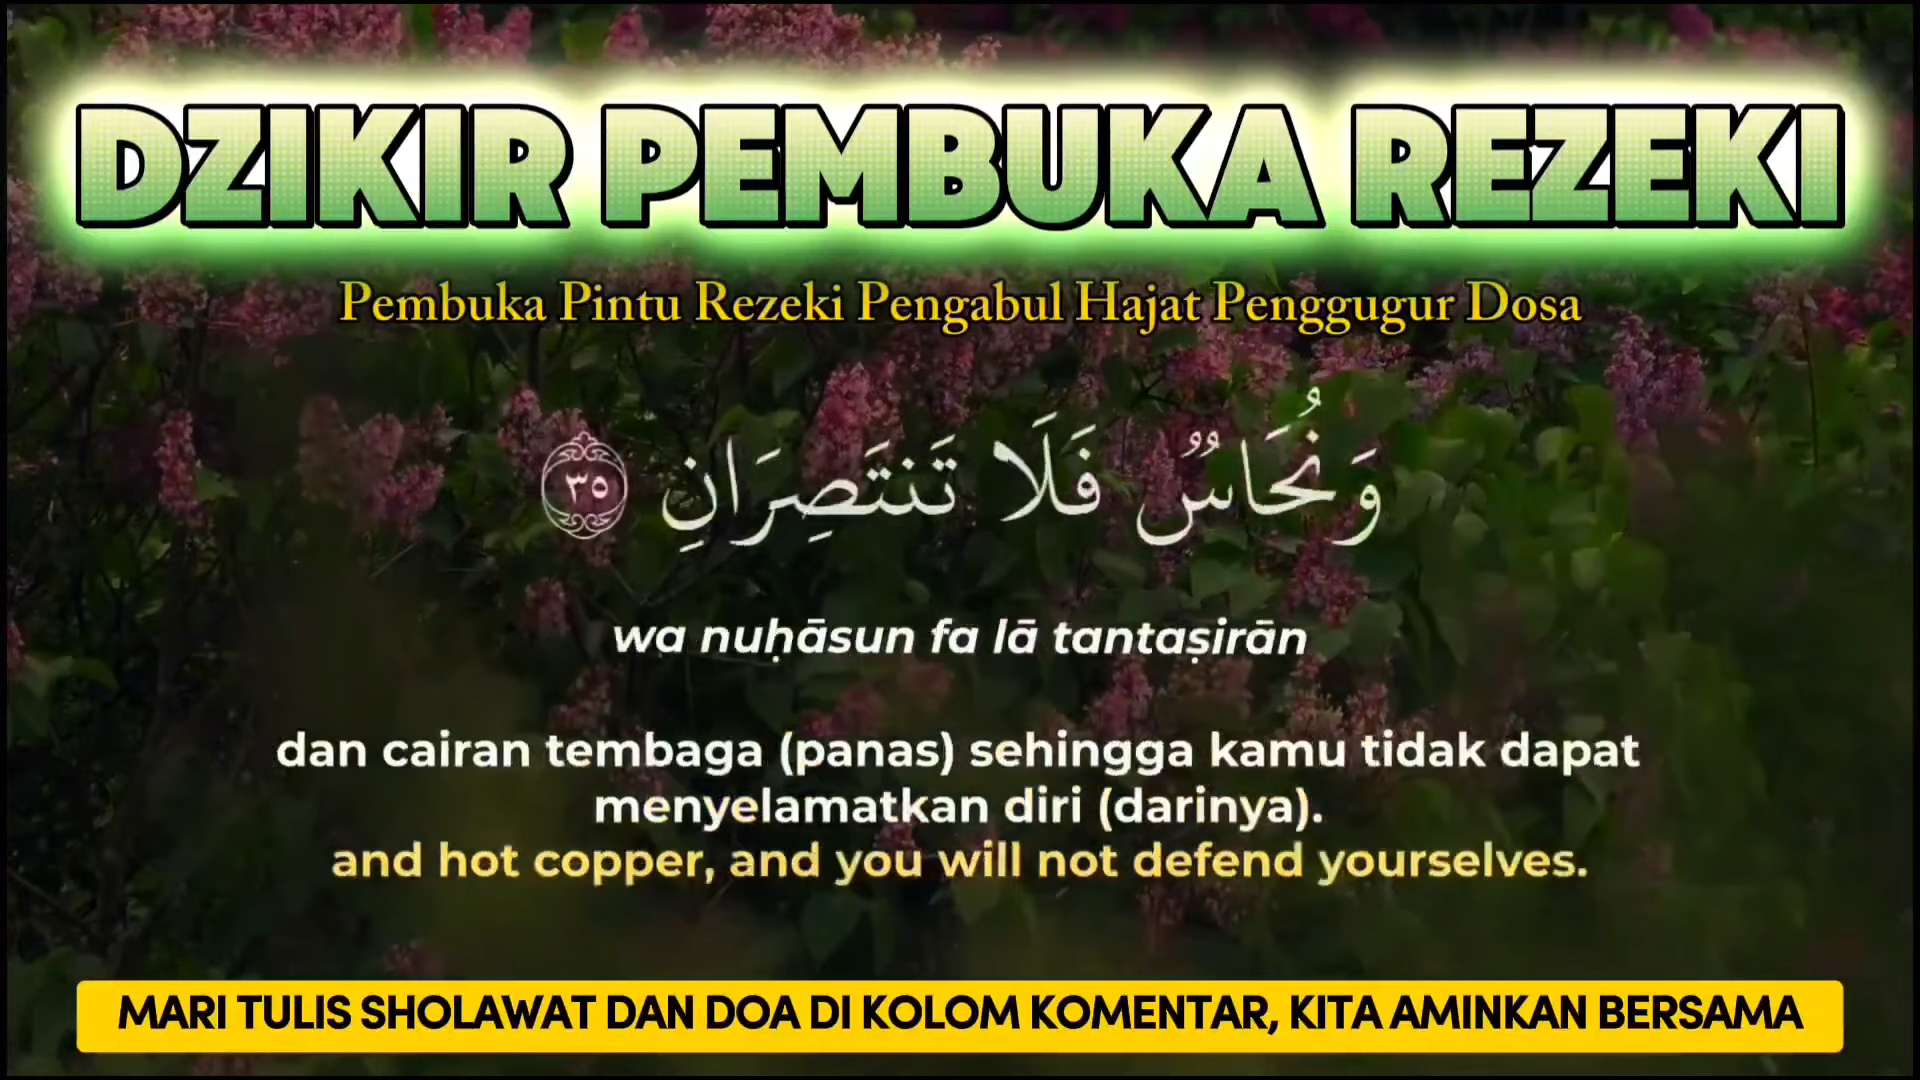 DZIKIR PEMBUKA REZEKI
Pembuka Pintu Rezeki Pengabul Hajat Penggugur Dosa
وَنُحَاسٌ فَلَا تَنتَصِرَانِ ٣٥
wa nuḥāsun fa lā tantaṣirān
dan cairan tembaga (panas) sehingga kamu tidak dapat
menyelamatkan diri (darinya).
and hot copper, and you will not defend yourselves.
MARI TULIS SHOLAWAT DAN DOA DI KOLOM KOMENTAR, KITA AMINKAN BERSAMA